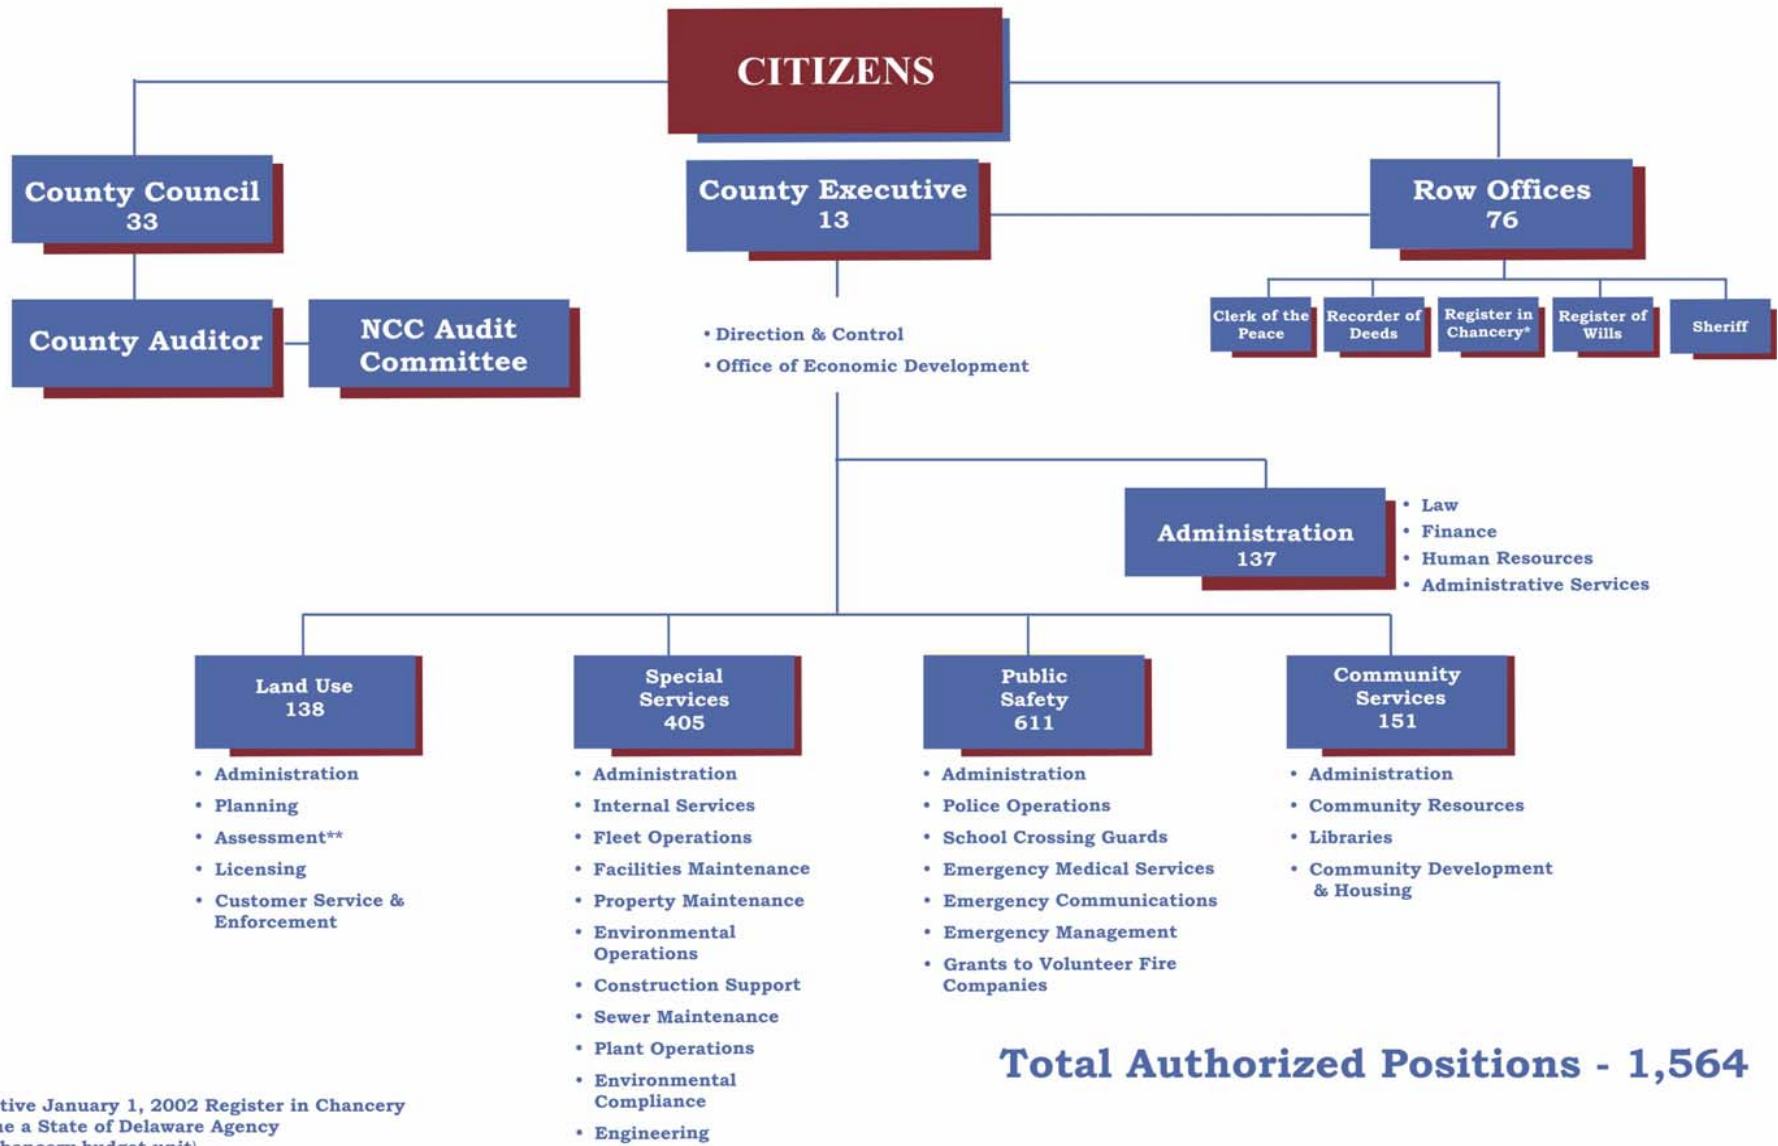 CITIZENS
County Council
33
County Executive
13
Row Offices
76
County Auditor
NCC Audit
Committee
• Direction & Control
• Office of Economic Development
Clerk of the
Peace
Recorder of
Deeds
Register in
Chancery*
Register of
Wills
Sheriff
Administration
137
• Law
• Finance
• Human Resources
• Administrative Services
Land Use
138
• Administration
• Planning
• Assessment**
• Licensing
• Customer Service &
Enforcement
Special
Services
405
• Administration
• Internal Services
• Fleet Operations
• Facilities Maintenance
• Property Maintenance
• Environmental
Operations
• Construction Support
• Sewer Maintenance
• Plant Operations
• Environmental
Compliance
• Engineering
Public
Safety
611
• Administration
• Police Operations
• School Crossing Guards
• Emergency Medical Services
• Emergency Communications
• Emergency Management
• Grants to Volunteer Fire
Companies
Community
Services
151
• Administration
• Community Resources
• Libraries
• Community Development
& Housing
Total Authorized Positions - 1,564
January 1, 2002 Register in Chancery
a State of Delaware Agency
budget unit)